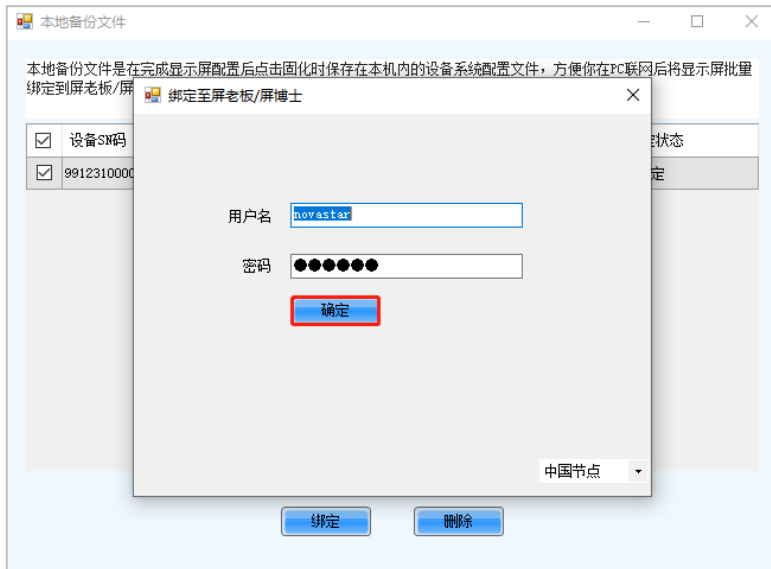 本地备份文件
本地备份文件是在完成显示屏配置后点击固化时保存在本机内的设备系统配置文件，方便你在PC联网后将显示屏批量
绑定到屏老板/屏
绑定至屏老板/屏博士
设备SN码
定状态
9912310000
定
用户名
novastar
密码
确定
中国节点
绑定
删除